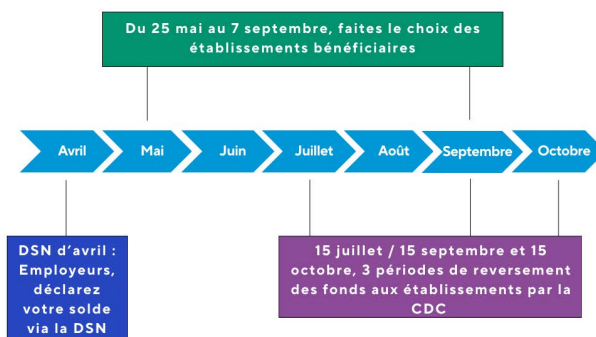 Du 25 mai au 7 septembre, faites le choix des
établissements bénéficiaires
Avril
Mai
Juin
Juillet
Août
Septembre
Octobre
DSN d'avril :
Employeurs,
déclarez
votre solde
via la DSN
15 juillet / 15 septembre et 15
octobre, 3 périodes de reversement
des fonds aux établissements par la
CDC